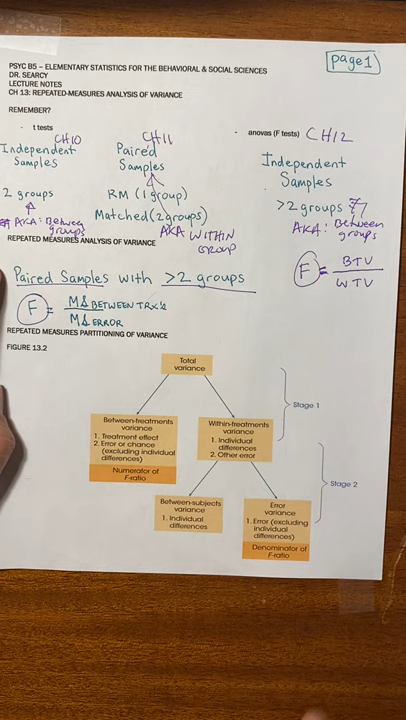 page 1
PSYC B5 – ELEMENTARY STATISTICS FOR THE BEHAVIORAL & SOCIAL SCIENCES
DR. SEARCY
LECTURE NOTES
CH 13: REPEATED-MEASURES ANALYSIS OF VARIANCE
REMEMBER?
- t tests
CH10
Independent
Samples
2 groups
AKA: Between
groups
CH11
Paired
Samples
RM (1 group)
Matched (2 groups)
AKA WITHIN
GROUP
- anovas (F tests) CH12
Independent
Samples
>2 groups
AKA: Between
groups
F = BTV
WTV
REPEATED MEASURES ANALYSIS OF VARIANCE
Paired Samples with >2 groups
F = MS BETWEEN TRX's
MS ERROR
REPEATED MEASURES PARTITIONING OF VARIANCE
FIGURE 13.2
Total
variance
Stage 1
Between-treatments
variance
1. Treatment effect
2. Error or chance
(excluding individual
differences)
Numerator of
F-ratio
Within-treatments
variance
1. Individual
differences
2. Other error
Stage 2
Between-subjects
variance
1. Individual
differences
Error
variance
1. Error (excluding
individual
differences)
Denominator of
F-ratio